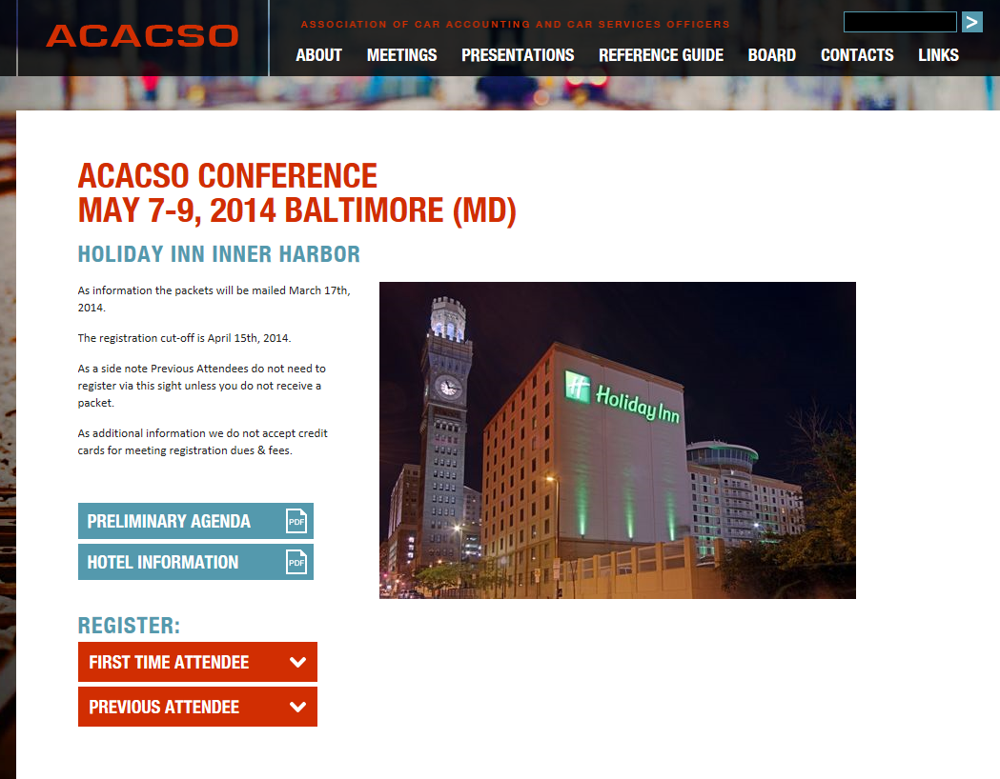 ACACSO
ASSOCIATION OF CAR ACCOUNTING AND CAR SERVICES OFFICERS
>
ABOUT MEETINGS PRESENTATIONS REFERENCE GUIDE BOARD CONTACTS LINKS
ACACSO CONFERENCE
MAY 7-9, 2014 BALTIMORE (MD)
HOLIDAY INN INNER HARBOR
As information the packets will be mailed March 17th,
2014.
The registration cut-off is April 15th, 2014.
As a side note Previous Attendees do not need to
register via this sight unless you do not receive a
packet.
As additional information we do not accept credit
cards for meeting registration dues & fees.
H Holiday Inn
PRELIMINARY AGENDA PDF
HOTEL INFORMATION PDF
REGISTER:
FIRST TIME ATTENDEE
PREVIOUS ATTENDEE